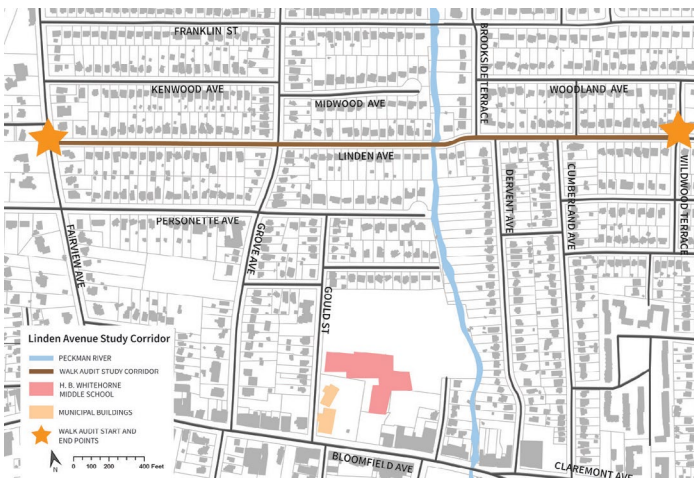 FRANKLIN ST
BROOKSIDE TERRACE
KENWOOD AVE
WOODLAND AVE
MIDWOOD AVE
LINDEN AVE
WILDWOOD TERRACE
DERVENT AVE
CUMBERLAND AVE
PERSONETTE AVE
FAIRVIEW AVE
GROVE AVE
GOULD ST
Linden Avenue Study Corridor
PECKMAN RIVER
WALK AUDIT STUDY CORRIDOR
H. B. WHITEHORNE
MIDDLE SCHOOL
MUNICIPAL BUILDINGS
WALK AUDIT START AND
END POINTS
N
0 100 200 400 Feet
BLOOMFIELD AVE
CLAREMONT AVE